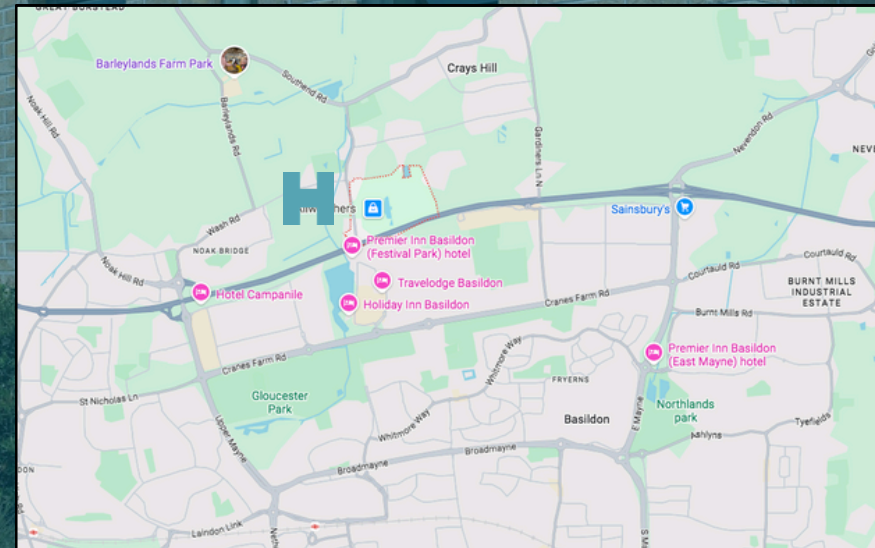 GREAT BURSTEAD
Barleylands Farm Park
Crays Hill
Southend Rd
Noak Hill Rd
Barleylands Rd
Gardiners Ln N
Nevendon Rd
H
Sainsbury's
Wash Rd
NOAK BRIDGE
Premier Inn Basildon
(Festival Park) hotel
Noak Hill Rd
Travelodge Basildon
Courtauld Rd
Courtauld Rd
Hotel Campanile
Holiday Inn Basildon
Cranes Farm Rd
BURNT MILLS
INDUSTRIAL
ESTATE
Burnt Mills Rd
Cranes Farm Rd
Whitmore Way
Premier Inn Basildon
(East Mayne) hotel
FRYERNS
St Nicholas Ln
Gloucester
Park
Northlands
park
Whitmore Way
Basildon
E Mayne
Tyefields
Upper Mayne
Ashlyns
Broadmayne
Broadmayne
Laindon Link